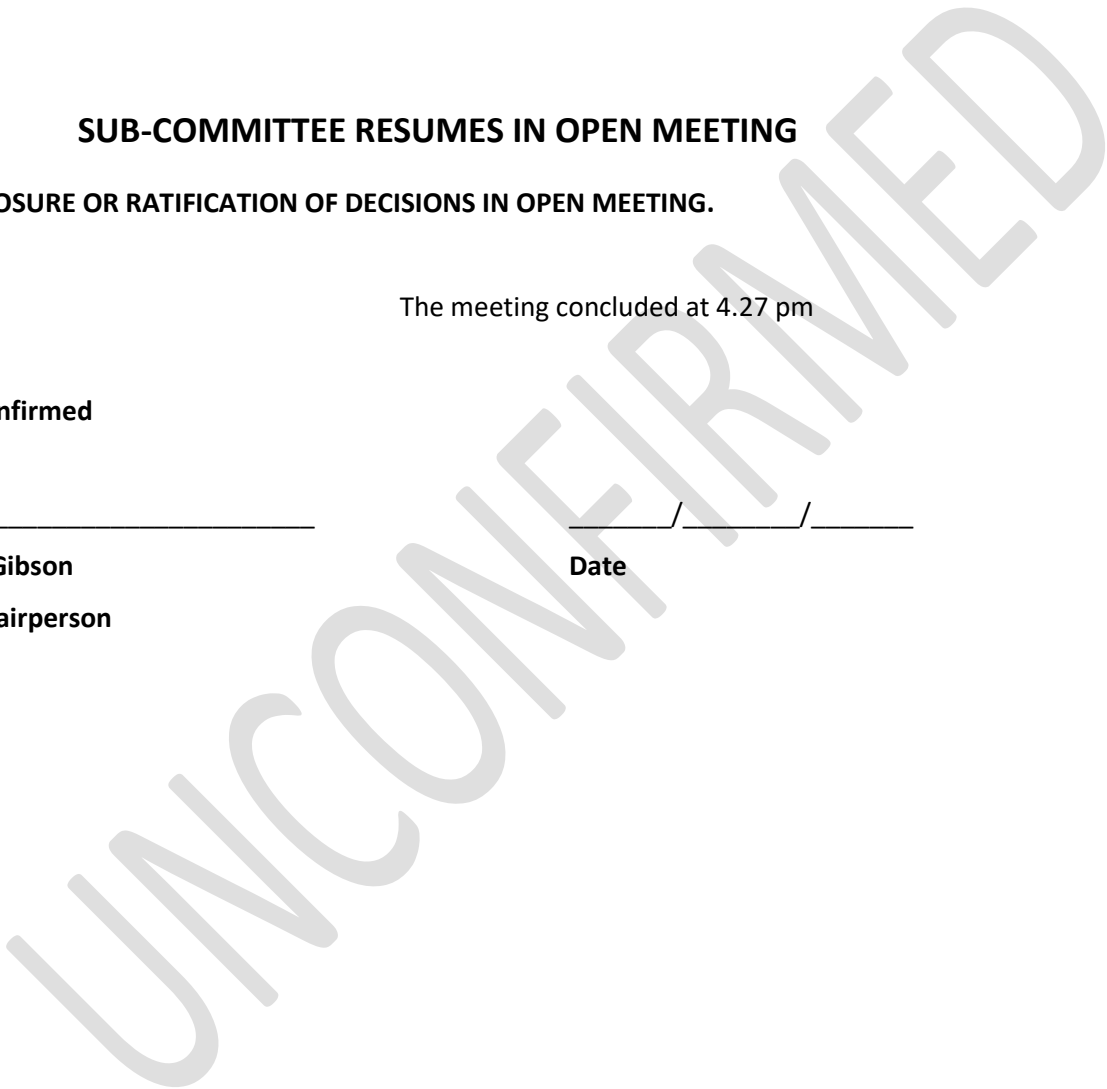 SUB-COMMITTEE RESUMES IN OPEN MEETING
OSURE OR RATIFICATION OF DECISIONS IN OPEN MEETING.
The meeting concluded at 4.27 pm
nfirmed
______________________ _______/________/_______
Gibson Date
airperson
UNCONFIRMED